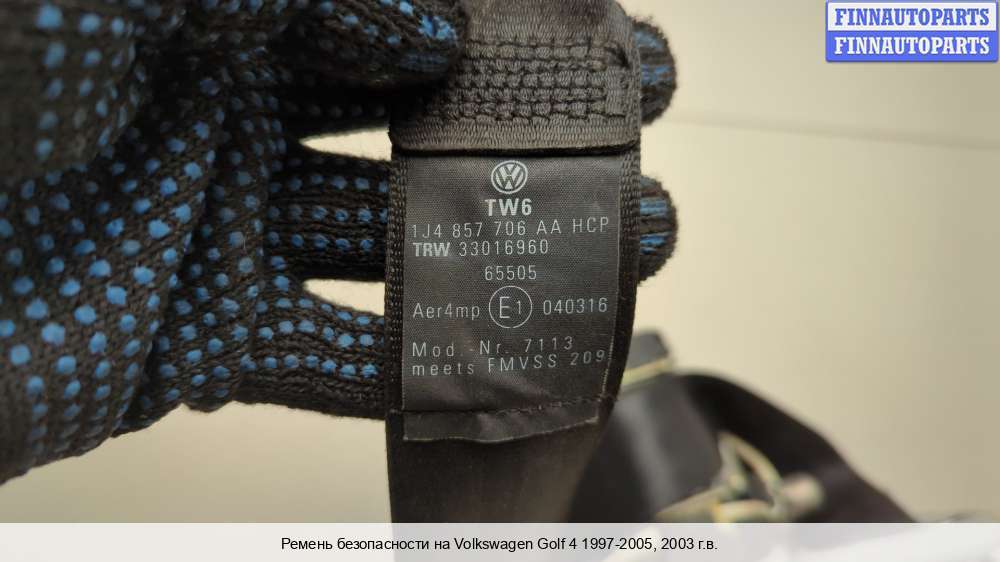 FINNAUTOPARTS
FINNAUTOPARTS
TW6
1J4 857 706 AA HCP
TRW 33016960
65505
Aer4mp E1 040316
Mod.-Nr. 7113
meets FMVSS 209
Ремень безопасности на Volkswagen Golf 4 1997-2005, 2003 г.в.